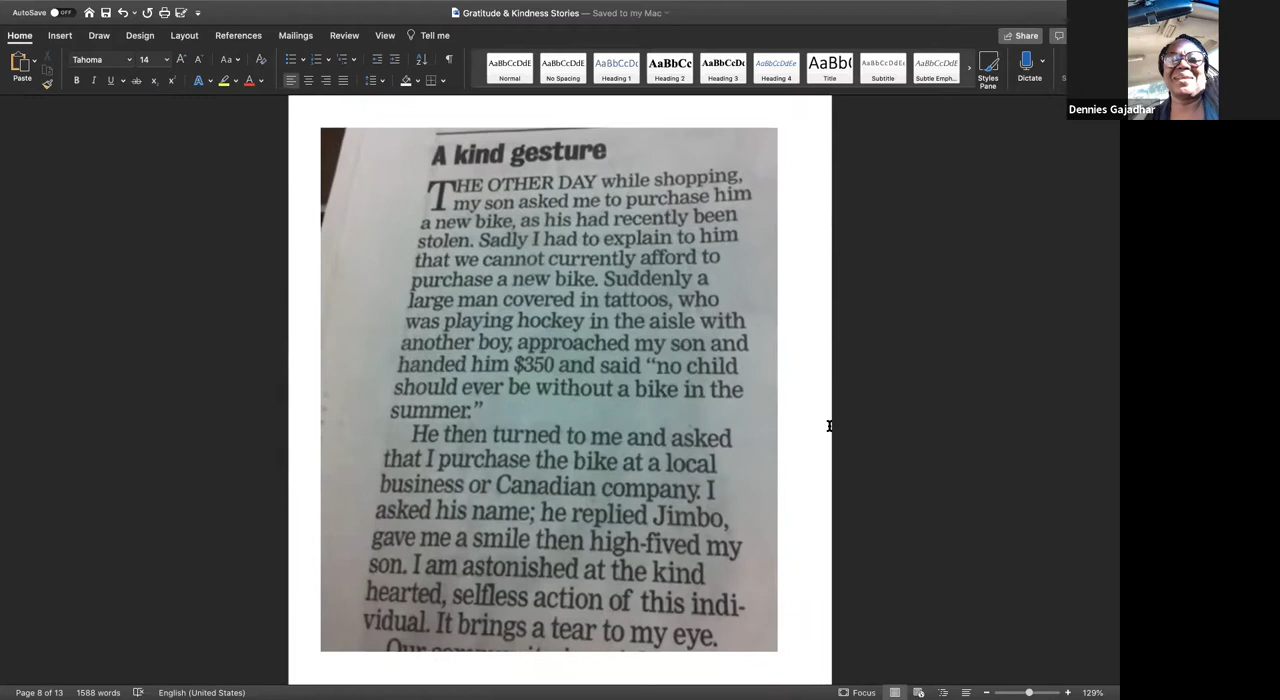 AutoSave OFF
Gratitude & Kindness Stories — Saved to my Mac
Home Insert Draw Design Layout References Mailings Review View Tell me
Share
Paste
Tahoma 14
AaBbCcDdE AaBbCcDdE AaBbCcDc AaBbCc AaBbCcDc AaBbCcDdEe AaBb( AaBbCcDdEe AaBbCcDdEe
Normal No Spacing Heading 1 Heading 2 Heading 3 Heading 4 Title Subtitle Subtle Emph...
Styles
Pane
Dictate
Dennies Gajadhar
A kind gesture
THE OTHER DAY while shopping,
my son asked me to purchase him
a new bike, as his had recently been
stolen. Sadly I had to explain to him
that we cannot currently afford to
purchase a new bike. Suddenly a
large man covered in tattoos, who
was playing hockey in the aisle with
another boy, approached my son and
handed him $350 and said “no child
should ever be without a bike in the
summer.”
He then turned to me and asked
that I purchase the bike at a local
business or Canadian company. I
asked his name; he replied Jimbo,
gave me a smile then high-fived my
son. I am astonished at the kind
hearted, selfless action of this indi-
vidual. It brings a tear to my eye.
Our
Page 8 of 13 1588 words English (United States) Focus 129%